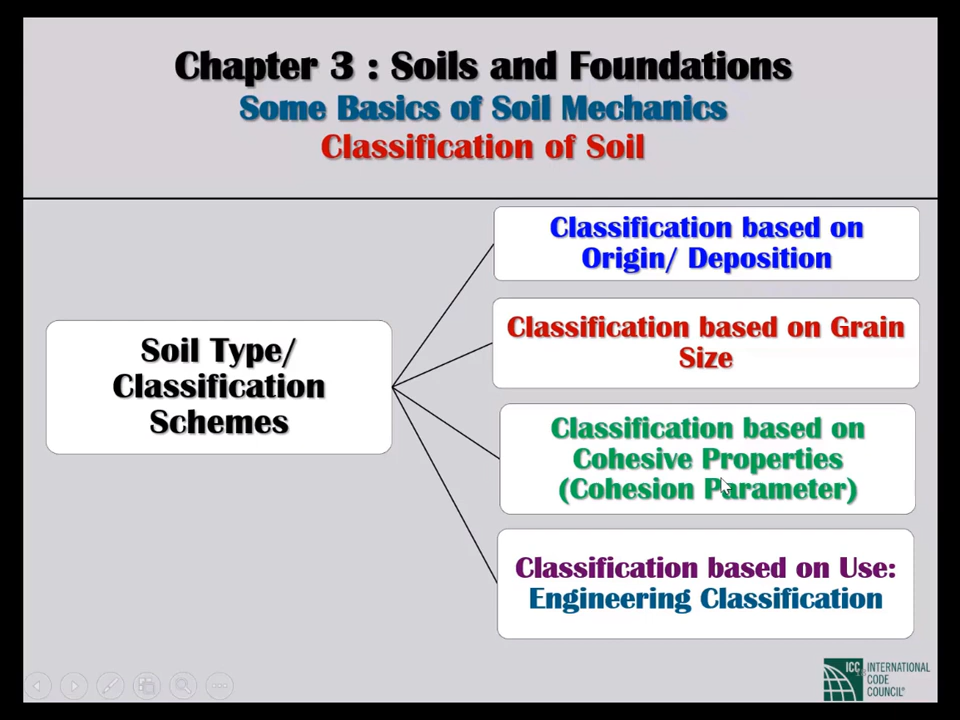 Chapter 3 : Soils and Foundations
Some Basics of Soil Mechanics
Classification of Soil
Soil Type/
Classification
Schemes
Classification based on
Origin/ Deposition
Classification based on Grain
Size
Classification based on
Cohesive Properties
(Cohesion Parameter)
Classification based on Use:
Engineering Classification
ICC INTERNATIONAL
CODE
COUNCIL®